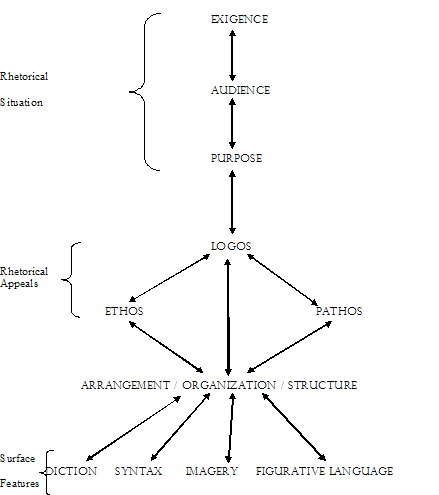 EXIGENCE
Rhetorical
Situation
AUDIENCE
PURPOSE
LOGOS
Rhetorical
Appeals
ETHOS PATHOS
ARRANGEMENT / ORGANIZATION / STRUCTURE
Surface
Features
DICTION SYNTAX IMAGERY FIGURATIVE LANGUAGE